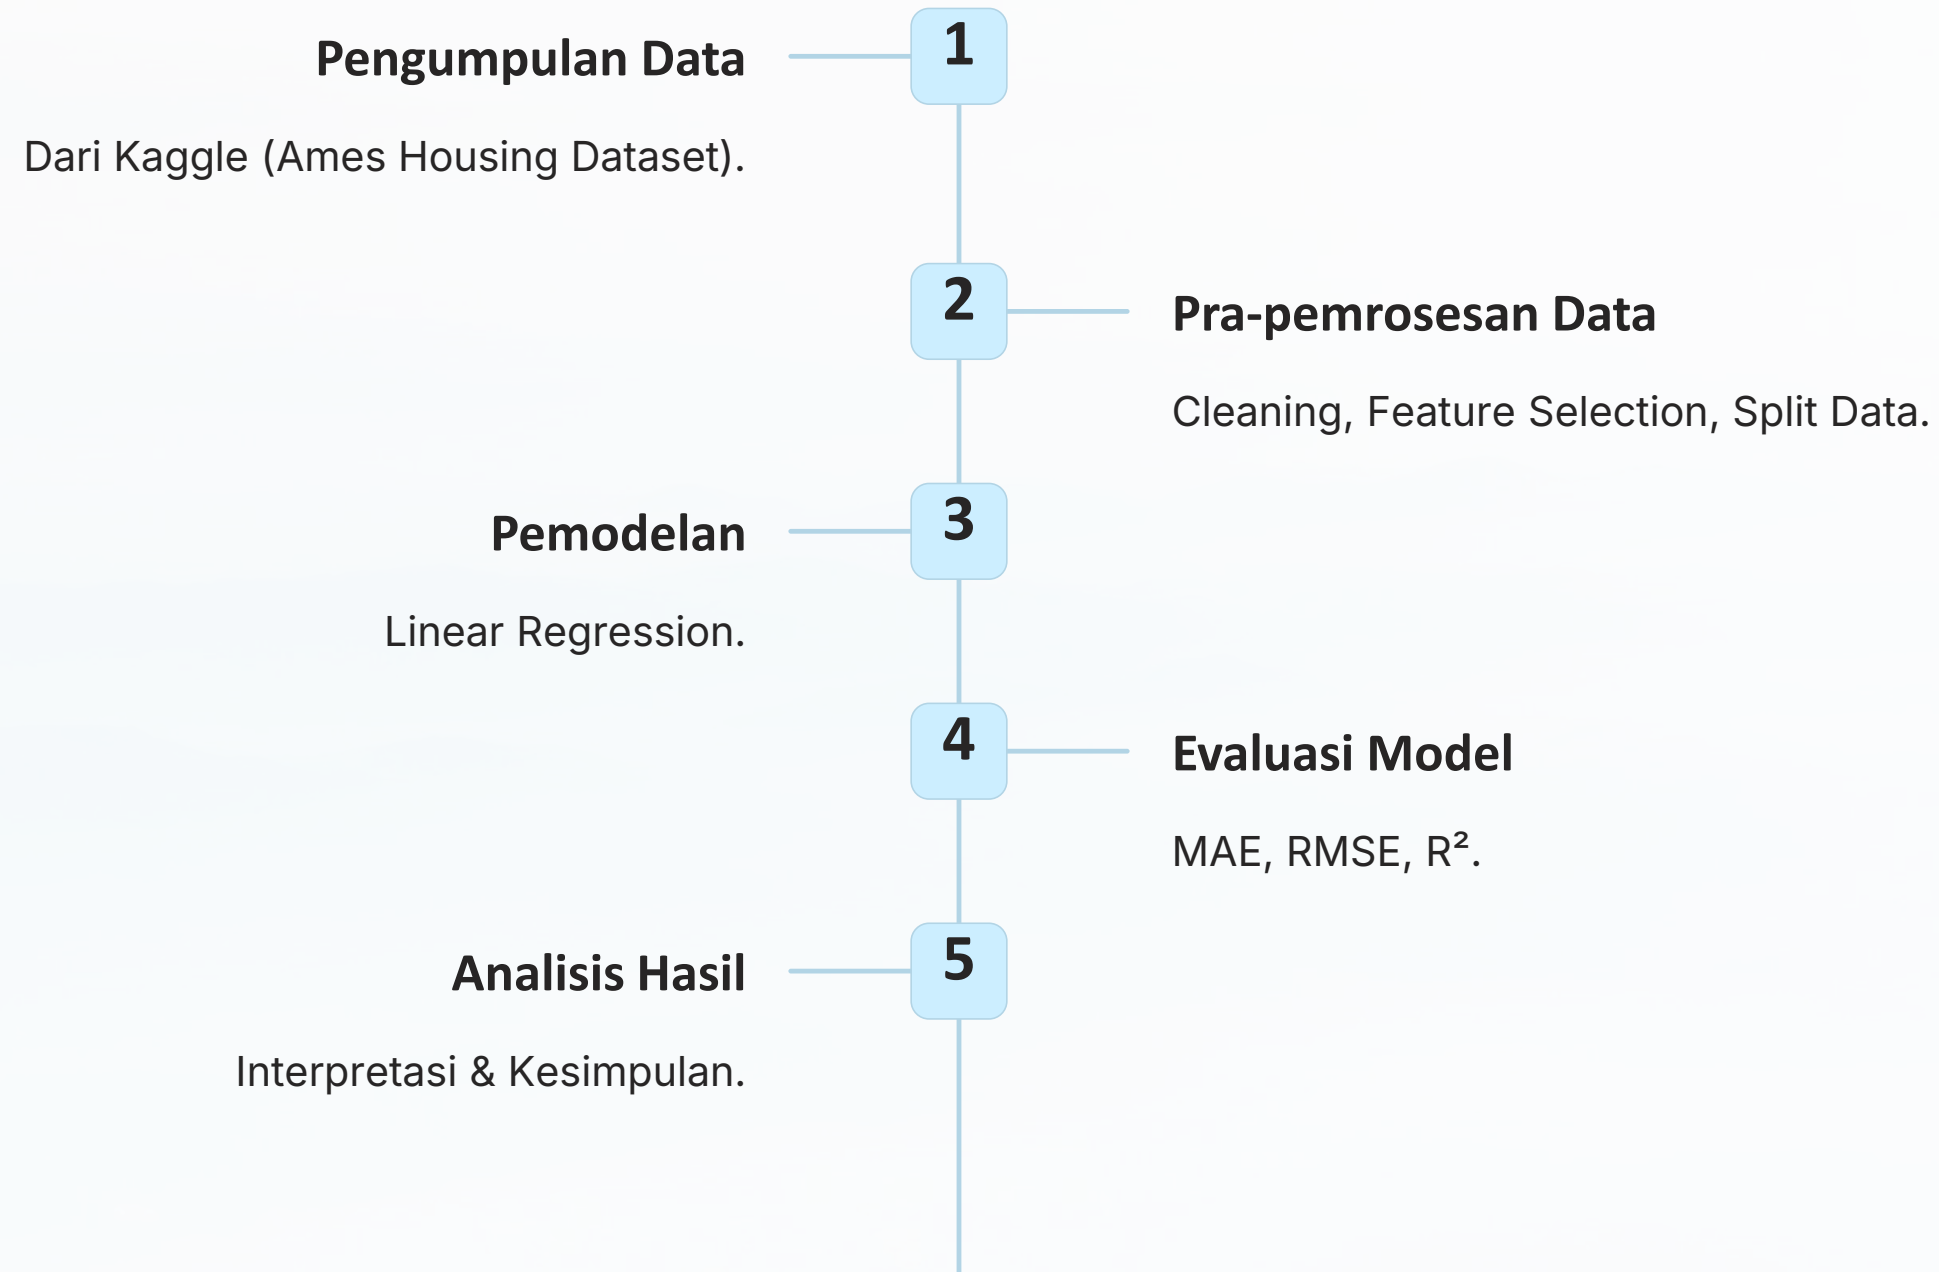 1
Pengumpulan Data
Dari Kaggle (Ames Housing Dataset).
2
Pra-pemrosesan Data
Cleaning, Feature Selection, Split Data.
3
Pemodelan
Linear Regression.
4
Evaluasi Model
MAE, RMSE, R².
5
Analisis Hasil
Interpretasi & Kesimpulan.